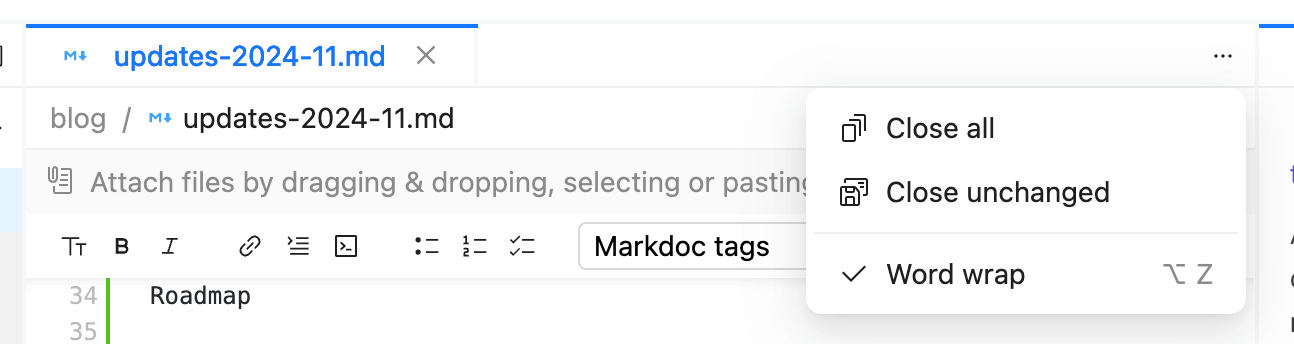 M↓ updates-2024-11.md
blog / M↓ updates-2024-11.md
Close all
Attach files by dragging & dropping, selecting or pasting
Close unchanged
TT B I
Markdoc tags
Word wrap ⌥ Z
34 Roadmap
35